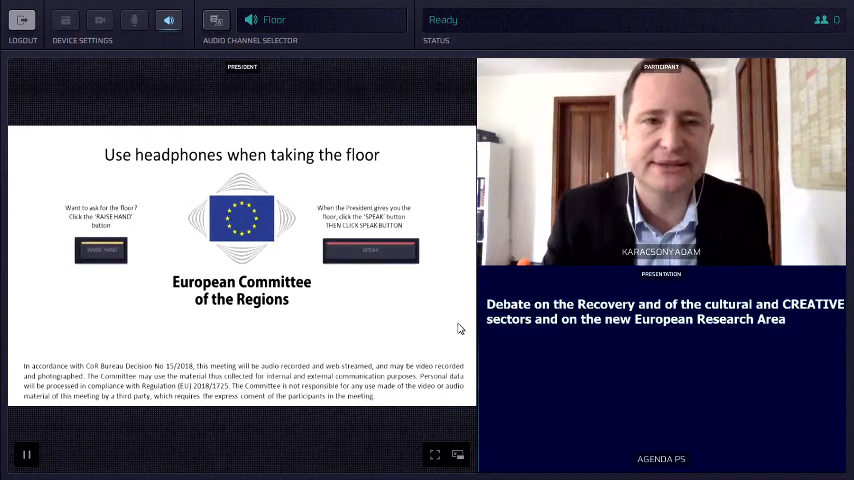 LOGOUT
DEVICE SETTINGS
AUDIO CHANNEL SELECTOR
Floor
Ready
0
STATUS
PRESIDENT
Use headphones when taking the floor
Want to ask for the floor?
Click the 'RAISE HAND'
button
RAISE HAND
When the President gives you the
floor, click the 'SPEAK' button
THEN CLICK SPEAK BUTTON
SPEAK
European Committee
of the Regions
In accordance with CoR Bureau Decision No 15/2018, this meeting will be audio recorded and web streamed, and may be video recorded
and photographed. The Committee may use the material thus collected for internal and external communication purposes. Personal data
will be processed in compliance with Regulation (EU) 2018/1725. The Committee is not responsible for any use made of the video or audio
material of this meeting by a third party, which requires the express consent of the participants in the meeting.
PARTICIPANT
KARACSONY ADAM
PRESENTATION
Debate on the Recovery and of the cultural and CREATIVE
sectors and on the new European Research Area
AGENDA PS